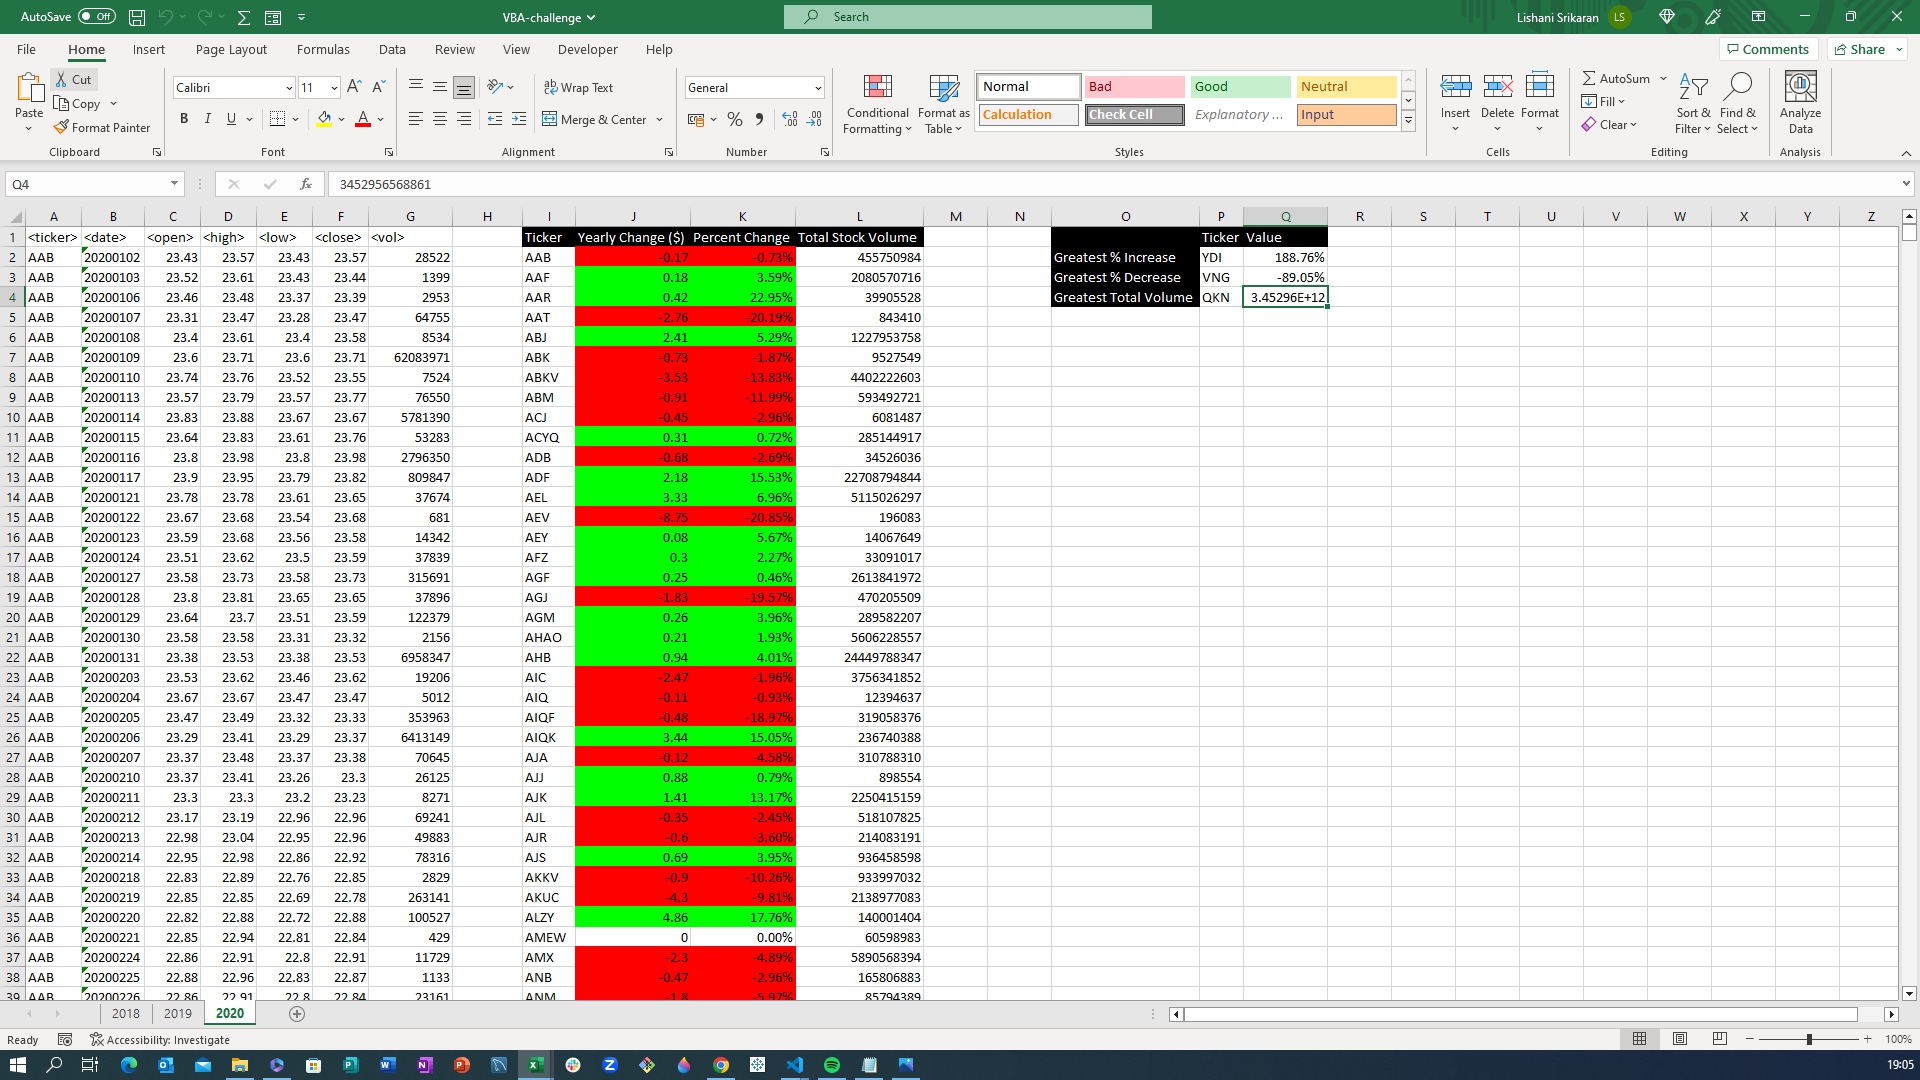 AutoSave Off VBA-challenge Search Lishani Srikaran LS
File Home Insert Page Layout Formulas Data Review View Developer Help Comments Share
Paste Cut Copy Format Painter Clipboard
Calibri 11 B I U A Font
Wrap Text Merge & Center Alignment
General % Number
Conditional Formatting Format as Table
Normal Bad Good Neutral
Calculation Check Cell Explanatory ... Input
Styles
Insert Delete Format Cells
AutoSum Fill Clear Sort & Filter Find & Select Editing
Analyze Data Analysis
Q4 fx 3452956568861
A B C D E F G H I J K L M N O P Q R S T U V W X Y Z
1 <ticker> <date> <open> <high> <low> <close> <vol> Ticker Yearly Change ($) Percent Change Total Stock Volume Ticker Value
2 AAB 20200102 23.43 23.57 23.43 23.57 28522 AAB -0.17 -0.73% 455750984 Greatest % Increase YDI 188.76%
3 AAB 20200103 23.52 23.61 23.43 23.44 1399 AAF 0.18 3.59% 2080570716 Greatest % Decrease VNG -89.05%
4 AAB 20200106 23.46 23.48 23.37 23.39 2953 AAR 0.42 22.95% 39905528 Greatest Total Volume QKN 3.45296E+12
5 AAB 20200107 23.31 23.47 23.28 23.47 64755 AAT -2.76 -20.19% 843410
6 AAB 20200108 23.4 23.61 23.4 23.58 8534 ABJ 2.41 5.29% 1227953758
7 AAB 20200109 23.6 23.71 23.6 23.71 62083971 ABK -0.73 -1.87% 9527549
8 AAB 20200110 23.74 23.76 23.52 23.55 7524 ABKV -3.53 -13.83% 4402222603
9 AAB 20200113 23.57 23.79 23.57 23.77 76550 ABM -0.91 -11.99% 593492721
10 AAB 20200114 23.83 23.88 23.67 23.67 5781390 ACJ -0.45 -2.96% 6081487
11 AAB 20200115 23.64 23.83 23.61 23.76 53283 ACYQ 0.31 0.72% 285144917
12 AAB 20200116 23.8 23.98 23.8 23.98 2796350 ADB -0.68 -2.69% 34526036
13 AAB 20200117 23.9 23.95 23.79 23.82 809847 ADF 2.18 15.53% 22708794844
14 AAB 20200121 23.78 23.78 23.61 23.65 37674 AEL 3.33 6.96% 5115026297
15 AAB 20200122 23.67 23.68 23.54 23.68 681 AEV -8.75 -20.85% 196083
16 AAB 20200123 23.59 23.68 23.56 23.58 14342 AEY 0.08 5.67% 14067649
17 AAB 20200124 23.51 23.62 23.5 23.59 37839 AFZ 0.3 2.27% 33091017
18 AAB 20200127 23.58 23.73 23.58 23.73 315691 AGF 0.25 0.46% 2613841972
19 AAB 20200128 23.8 23.81 23.65 23.65 37896 AGJ -1.83 -19.57% 470205509
20 AAB 20200129 23.64 23.7 23.51 23.59 122379 AGM 0.26 3.96% 289582207
21 AAB 20200130 23.58 23.58 23.31 23.32 2156 AHAO 0.21 1.93% 5606228557
22 AAB 20200131 23.38 23.53 23.38 23.53 6958347 AHB 0.94 4.01% 24449788347
23 AAB 20200203 23.53 23.62 23.46 23.62 19206 AIC -2.47 -1.96% 3756341852
24 AAB 20200204 23.67 23.67 23.47 23.47 5012 AIQ -0.11 -0.93% 12394637
25 AAB 20200205 23.47 23.49 23.32 23.33 353963 AIQF -0.48 -18.97% 319058376
26 AAB 20200206 23.29 23.41 23.29 23.37 6413149 AIQK 3.44 15.05% 236740388
27 AAB 20200207 23.37 23.48 23.37 23.38 70645 AJA -0.12 -4.58% 310788310
28 AAB 20200210 23.37 23.41 23.26 23.3 26125 AJJ 0.88 0.79% 898554
29 AAB 20200211 23.3 23.3 23.2 23.23 8271 AJK 1.41 13.17% 2250415159
30 AAB 20200212 23.17 23.19 22.96 22.96 69241 AJL -0.35 -2.45% 518107825
31 AAB 20200213 22.98 23.04 22.95 22.96 49883 AJR -0.6 -3.60% 214083191
32 AAB 20200214 22.95 22.98 22.86 22.92 78316 AJS 0.69 3.95% 936458598
33 AAB 20200218 22.83 22.89 22.76 22.85 2829 AKKV -0.9 -10.26% 933997032
34 AAB 20200219 22.85 22.85 22.69 22.78 263141 AKUC -4.3 -9.81% 2138977083
35 AAB 20200220 22.82 22.88 22.72 22.88 100527 ALZY 4.86 17.76% 140001404
36 AAB 20200221 22.85 22.94 22.81 22.84 429 AMEW 0 0.00% 60598983
37 AAB 20200224 22.86 22.91 22.8 22.91 11729 AMX -2.3 -4.89% 5890568394
38 AAB 20200225 22.88 22.96 22.83 22.87 1133 ANB -0.47 -2.96% 165806883
39 AAB 20200226 22.86 22.91 22.8 22.84 23161 ANM -1.8 -5.97% 85794389
2018 2019 2020
Ready Accessibility: Investigate 100%
19:05